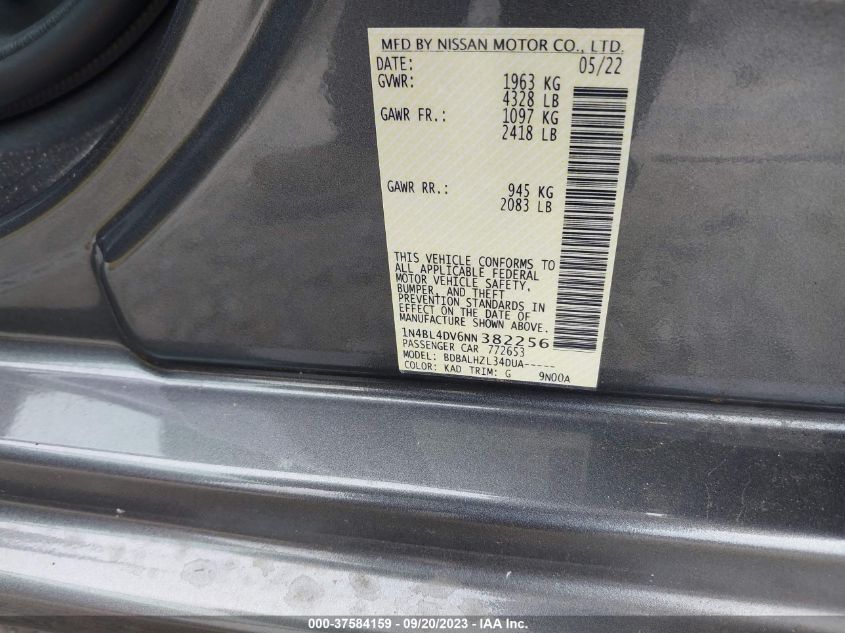 MFD BY NISSAN MOTOR CO., LTD.
DATE: 05/22
GVWR: 1963 KG
4328 LB
GAWR FR.: 1097 KG
2418 LB
GAWR RR.: 945 KG
2083 LB
THIS VEHICLE CONFORMS TO
ALL APPLICABLE FEDERAL
MOTOR VEHICLE SAFETY,
BUMPER, AND THEFT
PREVENTION STANDARDS IN
EFFECT ON THE DATE OF
MANUFACTURE SHOWN ABOVE.
1N4BL4DV6NN382256
PASSENGER CAR 772653
MODEL: BDBALHZL34DUA-----
COLOR: KAD TRIM: G 9N00A
000-37584159 — 09/20/2023 — IAA Inc.